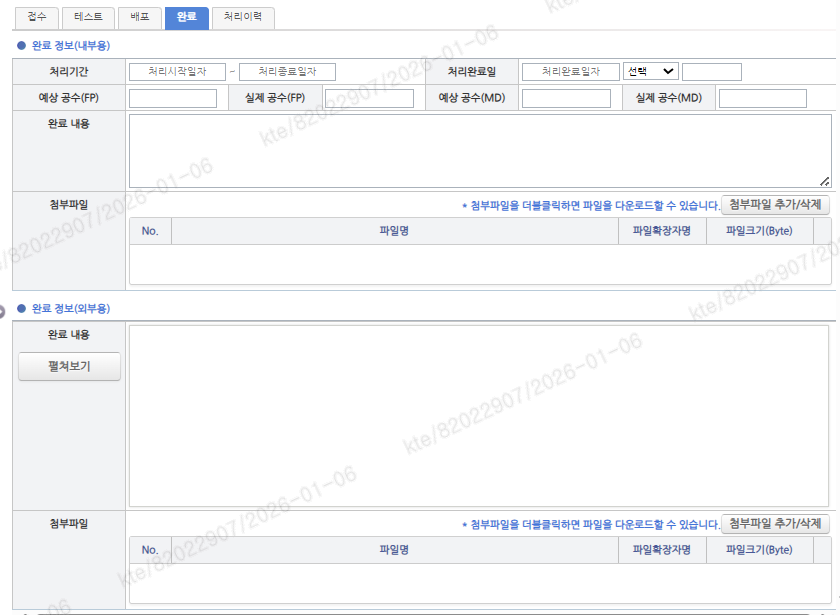 접수 테스트 배포 완료 처리이력
완료 정보(내부용)
처리기간 처리시작일자 ~ 처리종료일자 처리완료일 처리완료일자 선택
예상 공수(FP) 실제 공수(FP) 예상 공수(MD) 실제 공수(MD)
완료 내용
첨부파일 * 첨부파일을 더블클릭하면 파일을 다운로드할 수 있습니다. 첨부파일 추가/삭제
No. 파일명 파일확장자명 파일크기(Byte)
완료 정보(외부용)
완료 내용
펼쳐보기
첨부파일 * 첨부파일을 더블클릭하면 파일을 다운로드할 수 있습니다. 첨부파일 추가/삭제
No. 파일명 파일확장자명 파일크기(Byte)
kte/82022907/2026-01-06
kte/82022907/2026-01-06
kte/82022907/2026-01-06